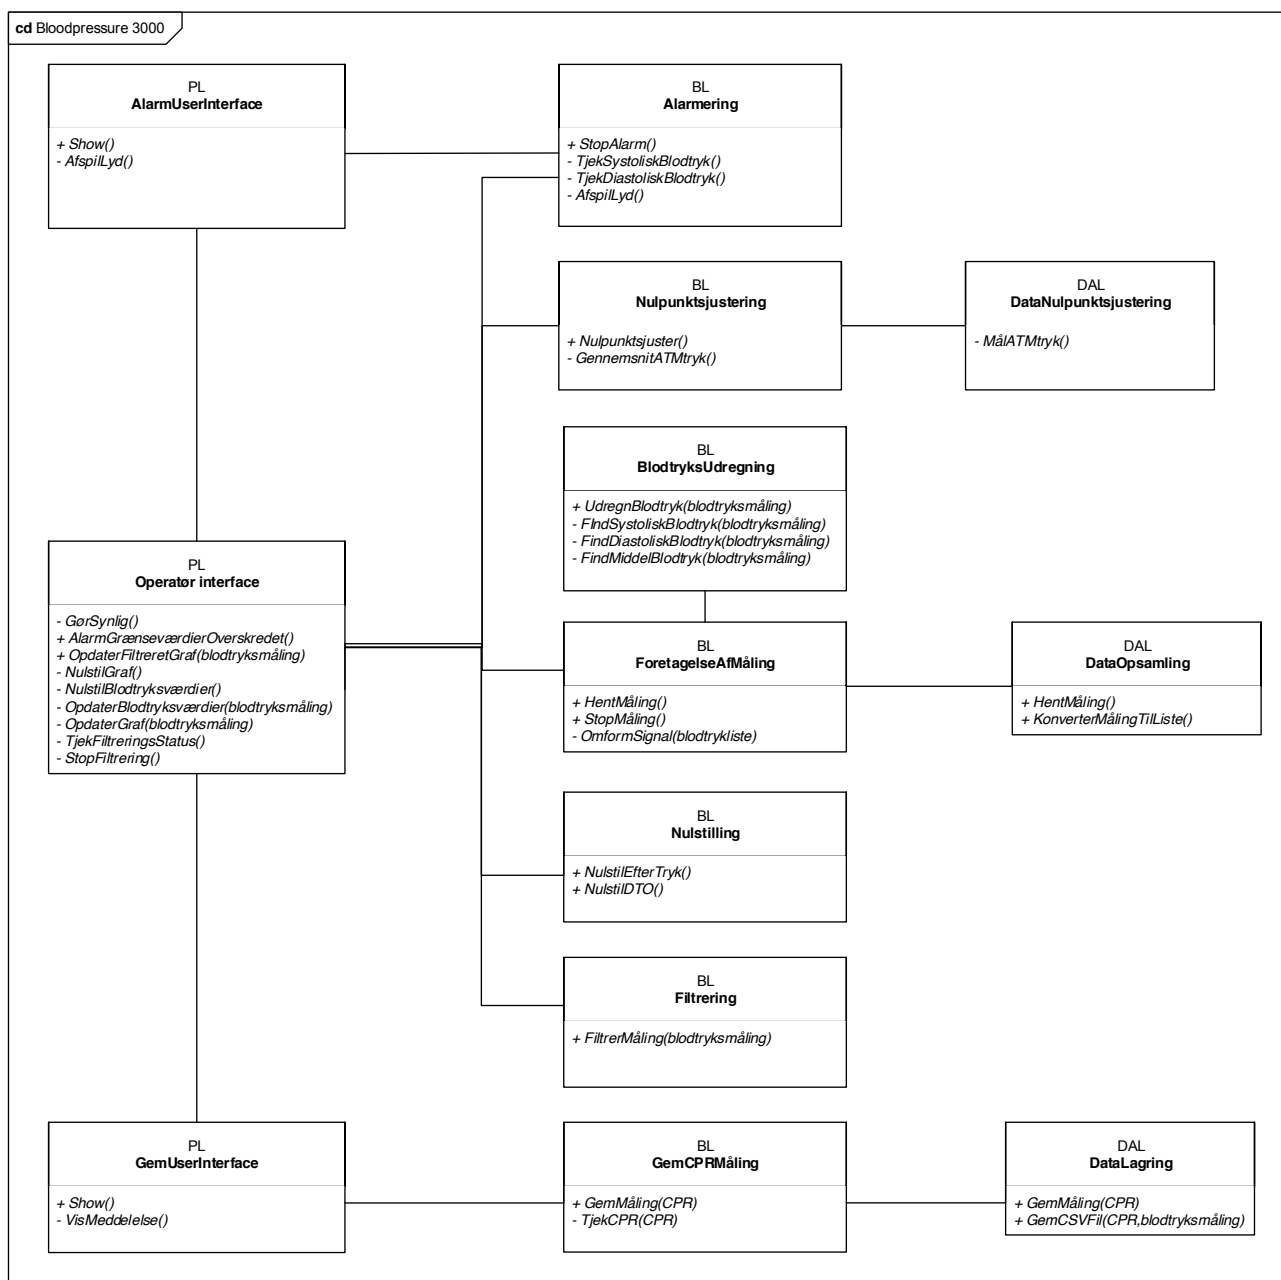 cd Bloodpressure 3000
PL
AlarmUserInterface
+ Show()
- AfspilLyd()
BL
Alarmering
+ StopAlarm()
- TjekSystoliskBlodtryk()
- TjekDiastoliskBlodtryk()
- AfspilLyd()
BL
Nulpunktsjustering
+ Nulpunktsjuster()
- GennemsnitATMtryk()
DAL
DataNulpunktsjustering
- MålATMtryk()
BL
BlodtryksUdregning
+ UdregnBlodtryk(blodtryksmåling)
- FIndSystoliskBlodtryk(blodtryksmåling)
- FindDiastoliskBlodtryk(blodtryksmåling)
- FindMiddelBlodtryk(blodtryksmåling)
PL
Operatør interface
- GørSynlig()
+ AlarmGrænseværdierOverskredet()
+ OpdaterFiltreretGraf(blodtryksmåling)
- NulstilGraf()
- NulstilBlodtryksværdier()
- OpdaterBlodtryksværdier(blodtryksmåling)
- OpdaterGraf(blodtryksmåling)
- TjekFiltreringsStatus()
- StopFiltrering()
BL
ForetagelseAfMåling
+ HentMåling()
+ StopMåling()
- OmformSignal(blodtrykliste)
DAL
DataOpsamling
+ HentMåling()
+ KonverterMålingTilListe()
BL
Nulstilling
+ NulstilEfterTryk()
+ NulstilDTO()
BL
Filtrering
+ FiltrerMåling(blodtryksmåling)
PL
GemUserInterface
+ Show()
- VisMeddelelse()
BL
GemCPRMåling
+ GemMåling(CPR)
- TjekCPR(CPR)
DAL
DataLagring
+ GemMåling(CPR)
+ GemCSVFil(CPR,blodtryksmåling)